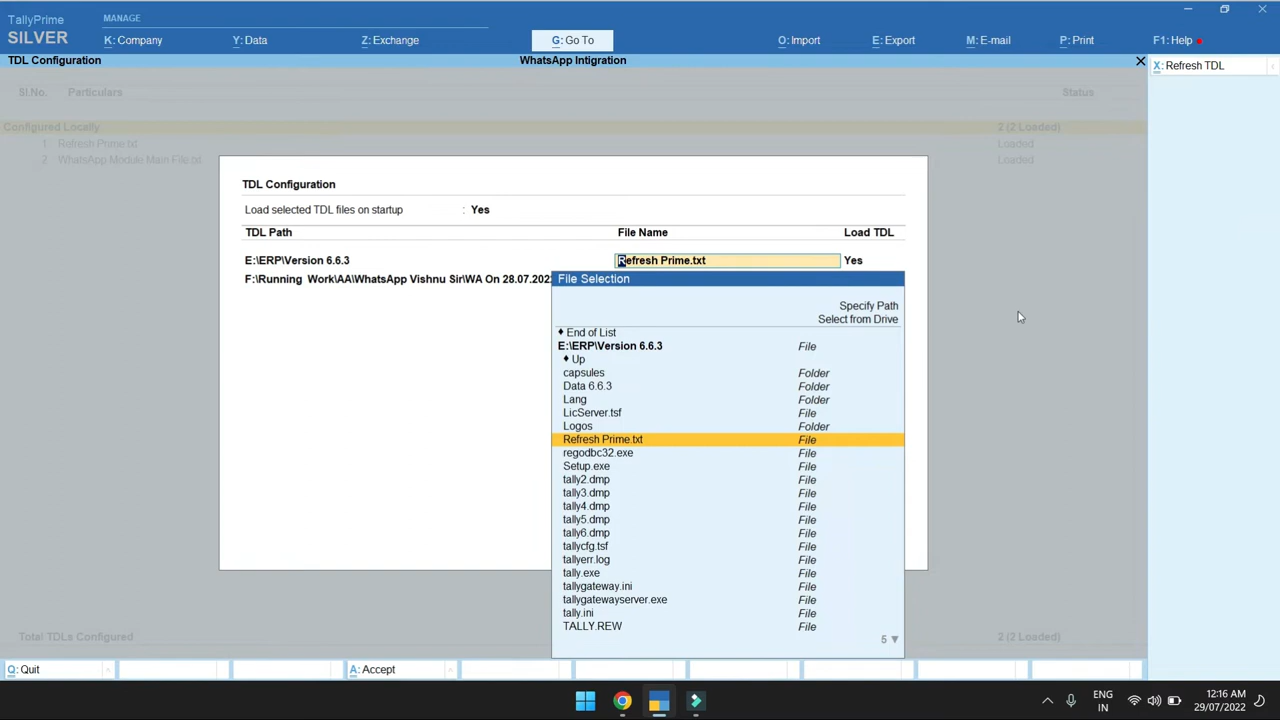 TallyPrime
MANAGE
SILVER
K: Company
Y: Data
Z: Exchange
G: Go To
O: Import
E: Export
M: E-mail
P: Print
F1: Help
TDL Configuration
WhatsApp Intigration
X: Refresh TDL
Sl.No. Particulars Status
Configured Locally 2 (2 Loaded)
1 Refresh Prime.txt Loaded
2 WhatsApp Module Main File.txt Loaded
TDL Configuration
Load selected TDL files on startup : Yes
TDL Path File Name Load TDL
E:\ERP\Version 6.6.3 Refresh Prime.txt Yes
F:\Running Work\AA\WhatsApp Vishnu Sir\WA On 28.07.202
File Selection
Specify Path
Select from Drive
♦ End of List
E:\ERP\Version 6.6.3 File
♦ Up
capsules Folder
Data 6.6.3 Folder
Lang Folder
LicServer.tsf File
Logos Folder
Refresh Prime.txt File
regodbc32.exe File
Setup.exe File
tally2.dmp File
tally3.dmp File
tally4.dmp File
tally5.dmp File
tally6.dmp File
tallycfg.tsf File
tallyerr.log File
tally.exe File
tallygateway.ini File
tallygatewayserver.exe File
tally.ini File
TALLY.REW File
5 ▼
Total TDLs Configured 2 (2 Loaded)
Q: Quit
A: Accept
ENG
IN
12:16 AM
29/07/2022